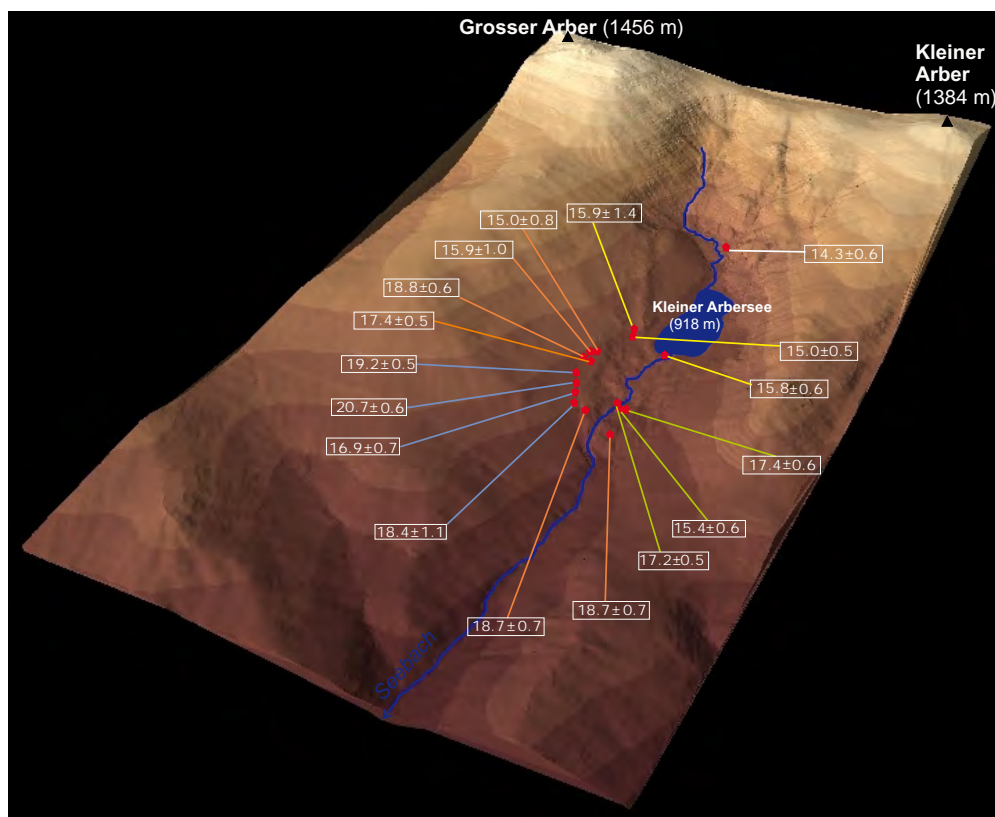 Grosser Arber (1456 m)
Kleiner
Arber
(1384 m)
15.0±0.8
15.9±1.4
15.9±1.0
14.3±0.6
18.8±0.6
17.4±0.5
Kleiner Arbersee
(918 m)
19.2±0.5
15.0±0.5
20.7±0.6
15.8±0.6
16.9±0.7
17.4±0.6
18.4±1.1
15.4±0.6
17.2±0.5
18.7±0.7
18.7±0.7
Seebach